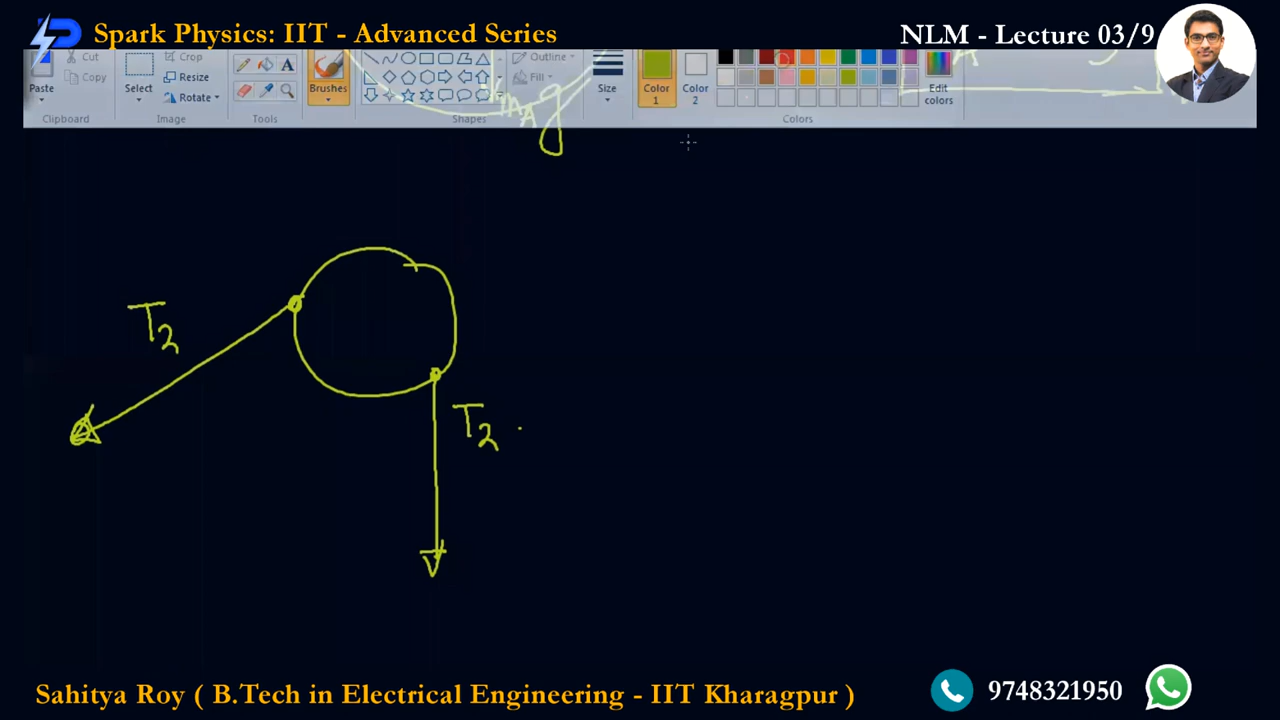 Spark Physics: IIT - Advanced Series
NLM - Lecture 03/9
Paste
Cut
Copy
Clipboard
Select
Crop
Resize
Rotate
Image
A
Tools
Brushes
Shapes
Outline
Fill
Size
Color 1
Color 2
Edit colors
Colors
g
T₂
T₂
Sahitya Roy ( B.Tech in Electrical Engineering - IIT Kharagpur )
9748321950